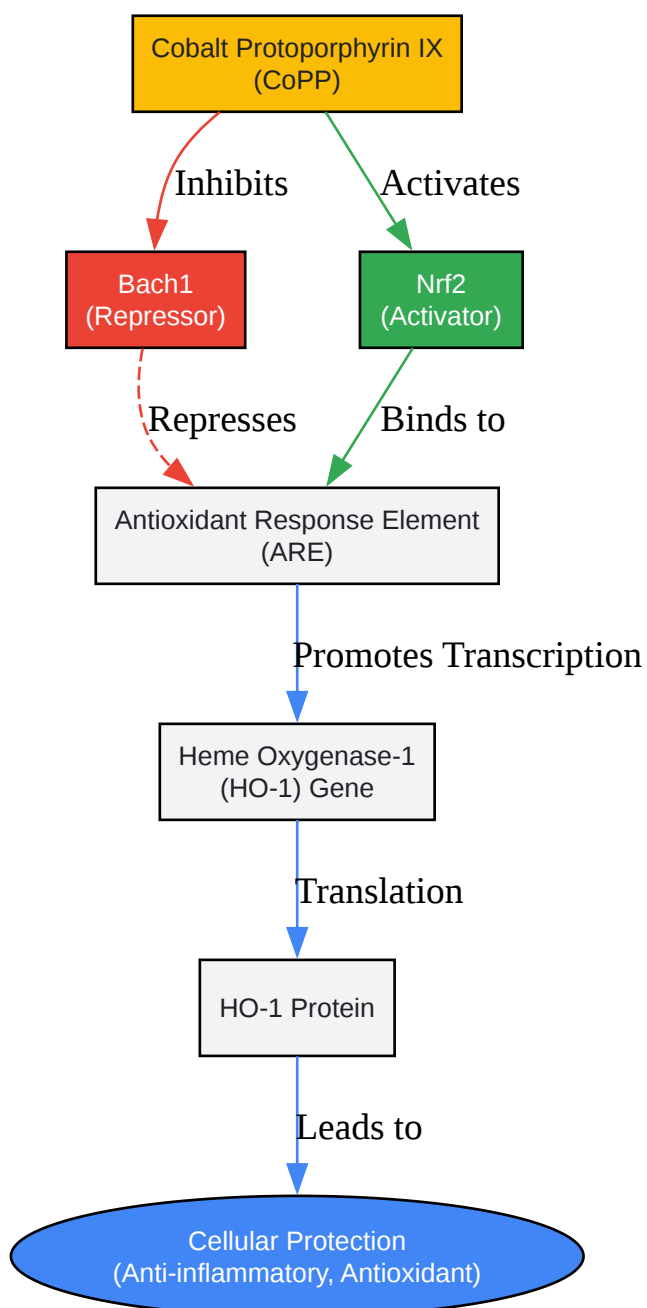 Cobalt Protoporphyrin IX
(CoPP)
Inhibits
Activates
Bach1
(Repressor)
Nrf2
(Activator)
Represses
Binds to
Antioxidant Response Element
(ARE)
Promotes Transcription
Heme Oxygenase-1
(HO-1) Gene
Translation
HO-1 Protein
Leads to
Cellular Protection
(Anti-inflammatory, Antioxidant)